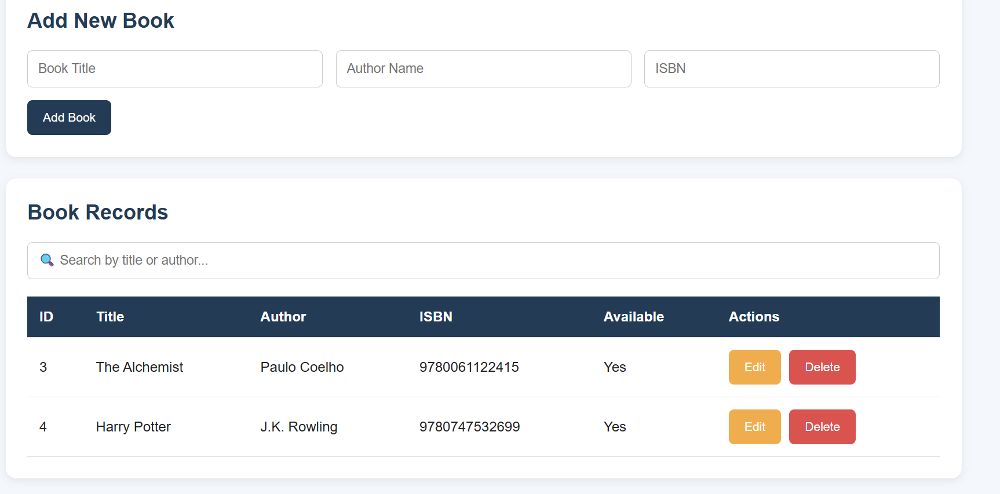 Add New Book
Book Title Author Name ISBN
Add Book
Book Records
🔍 Search by title or author...
ID Title Author ISBN Available Actions
3 The Alchemist Paulo Coelho 9780061122415 Yes Edit Delete
4 Harry Potter J.K. Rowling 9780747532699 Yes Edit Delete